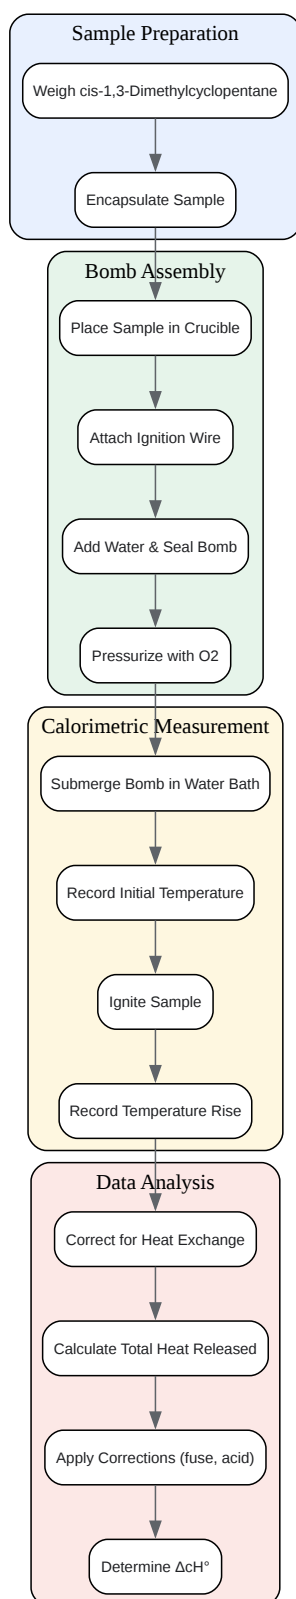 Sample Preparation
Weigh cis-1,3-Dimethylcyclopentane
Encapsulate Sample
Bomb Assembly
Place Sample in Crucible
Attach Ignition Wire
Add Water & Seal Bomb
Pressurize with O2
Calorimetric Measurement
Submerge Bomb in Water Bath
Record Initial Temperature
Ignite Sample
Record Temperature Rise
Data Analysis
Correct for Heat Exchange
Calculate Total Heat Released
Apply Corrections (fuse, acid)
Determine ΔcH°